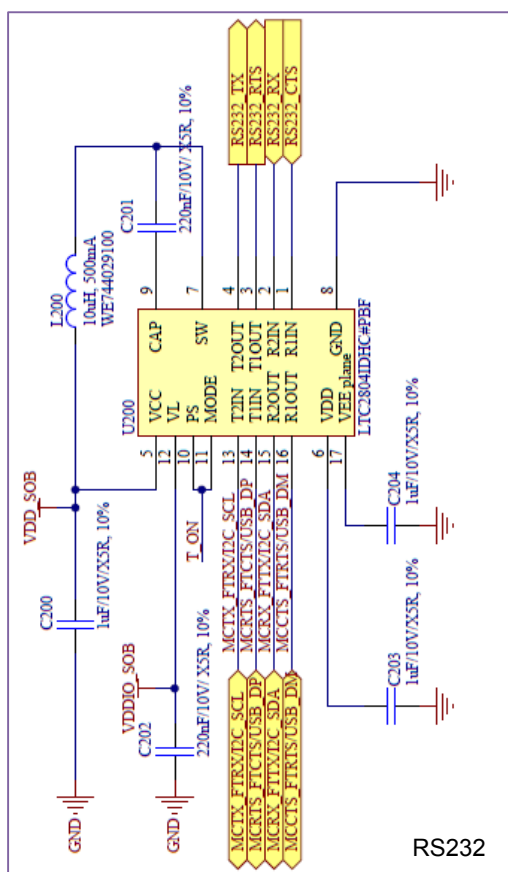 L200
10uH, 500mA
WE744029100
C201
220nF/10V/ X5R, 10%
RS232_TX
RS232_RTS
RS232_RX
RS232_CTS
VDD_SOB
C200
1uF/10V/X5R, 10%
GND
VDDIO_SOB
C202
220nF/10V/ X5R, 10%
GND
T_ON
U200
5 VCC CAP 9
12 VL
10 PS SW 7
11 MODE
13 T2IN T2OUT 4
14 T1IN T1OUT 3
15 R2OUT R2IN 2
16 R1OUT R1IN 1
6 VDD GND 8
17 VEE_plane
LTC2804IDHC#PBF
MCTX_FTRX/I2C_SCL
MCRTS_FTCTS/USB_DP
MCRX_FTTX/I2C_SDA
MCCTS_FTRTS/USB_DM
MCTX_FTRX/I2C_SCL
MCRTS_FTCTS/USB_DP
MCRX_FTTX/I2C_SDA
MCCTS_FTRTS/USB_DM
C204
1uF/10V/X5R, 10%
C203
1uF/10V/X5R, 10%
RS232